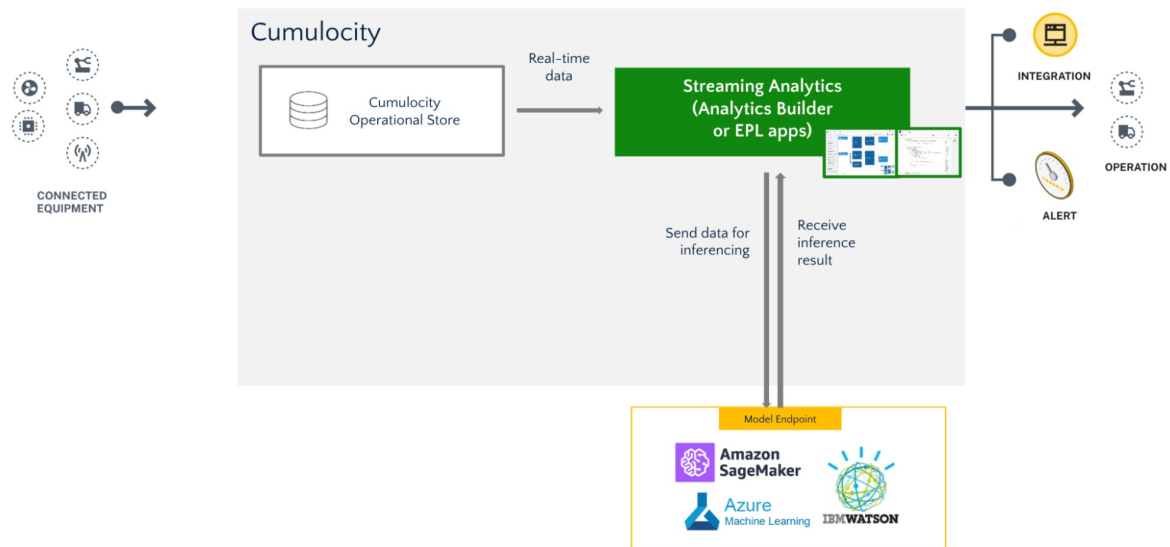 Cumulocity
Real-time
data
Cumulocity
Operational Store
Streaming Analytics
(Analytics Builder
or EPL apps)
CONNECTED
EQUIPMENT
INTEGRATION
OPERATION
ALERT
Send data for
inferencing
Receive
inference
result
Model Endpoint
Amazon
SageMaker
Azure
Machine Learning
IBMWATSON